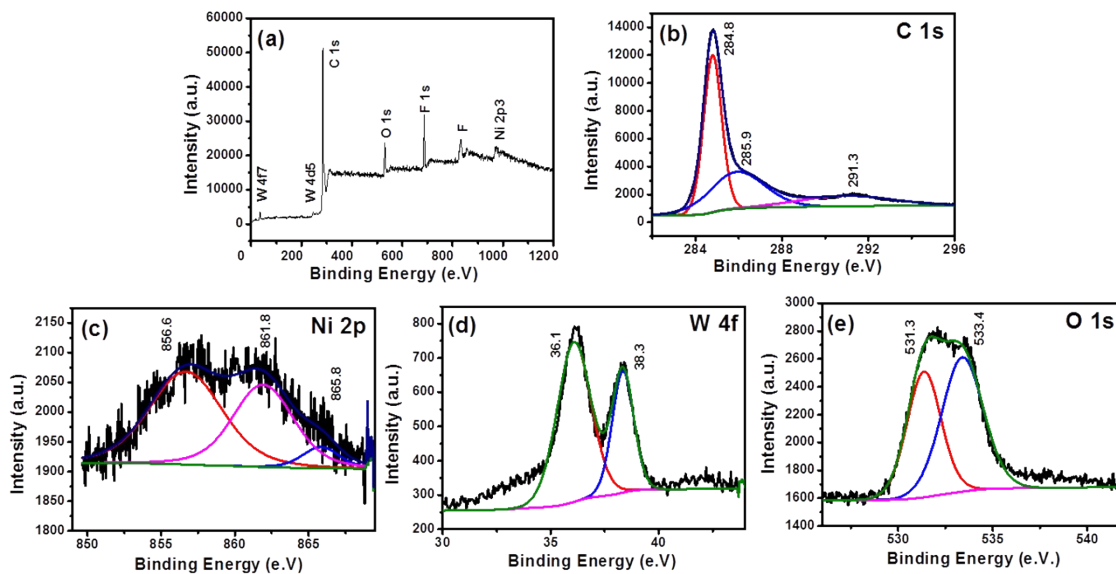 (a)
Intensity (a.u.)
60000
50000
40000
30000
20000
10000
0
W 4f7
W 4d5
C 1s
O 1s
F 1s
F
Ni 2p3
0 200 400 600 800 1000 1200
Binding Energy (e.V)
(b)
C 1s
Intensity (a.u.)
14000
12000
10000
8000
6000
4000
2000
0
284.8
285.9
291.3
284 288 292 296
Binding Energy (e.V)
(c)
Ni 2p
Intensity (a.u.)
2150
2100
2050
2000
1950
1900
1850
1800
856.6
861.8
865.8
850 855 860 865
Binding Energy (e.V)
(d)
W 4f
Intensity (a.u.)
900
800
700
600
500
400
300
200
36.1
38.3
30 35 40
Binding Energy (e.V)
(e)
O 1s
Intensity (a.u.)
3000
2800
2600
2400
2200
2000
1800
1600
1400
531.3
533.4
530 535 540
Binding Energy (e.V.)